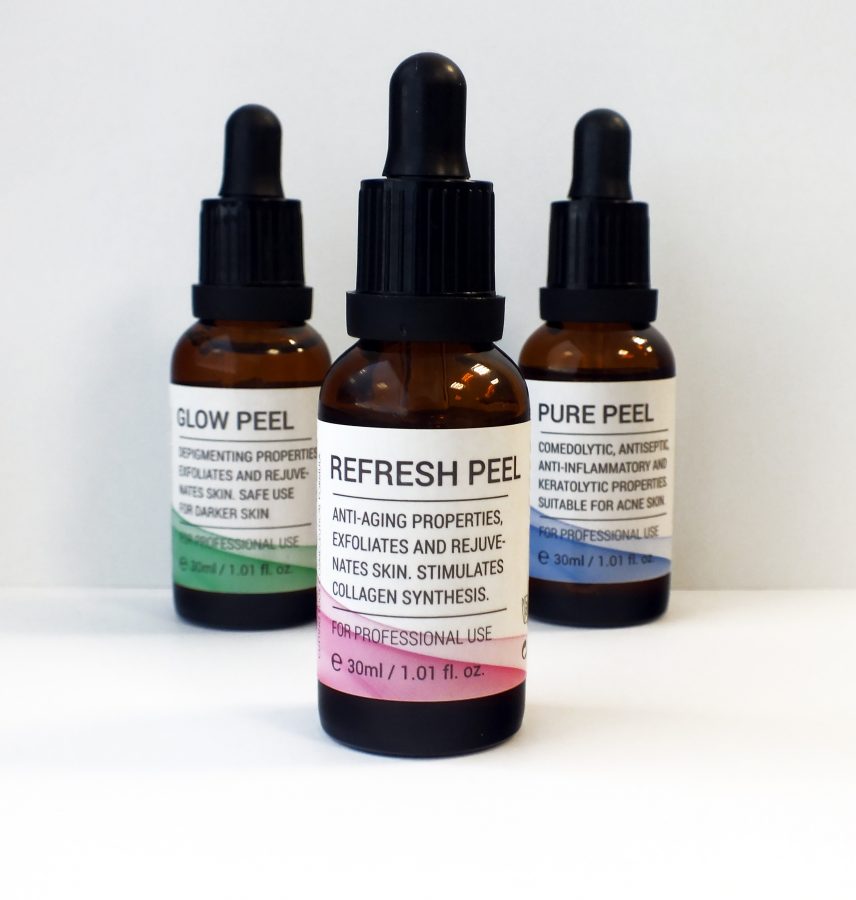 GLOW PEEL
DEPIGMENTING PROPERTIES
EXFOLIATES AND REJUVE-
NATES SKIN. SAFE USE
FOR DARKER SKIN
FOR PROFESSIONAL USE
e 30ml / 1.01 fl. oz.
REFRESH PEEL
ANTI-AGING PROPERTIES,
EXFOLIATES AND REJUVE-
NATES SKIN. STIMULATES
COLLAGEN SYNTHESIS.
FOR PROFESSIONAL USE
e 30ml / 1.01 fl. oz.
PURE PEEL
COMEDOLYTIC, ANTISEPTIC,
ANTI-INFLAMMATORY AND
KERATOLYTIC PROPERTIES
SUITABLE FOR ACNE SKIN.
FOR PROFESSIONAL USE
e 30ml / 1.01 fl. oz.